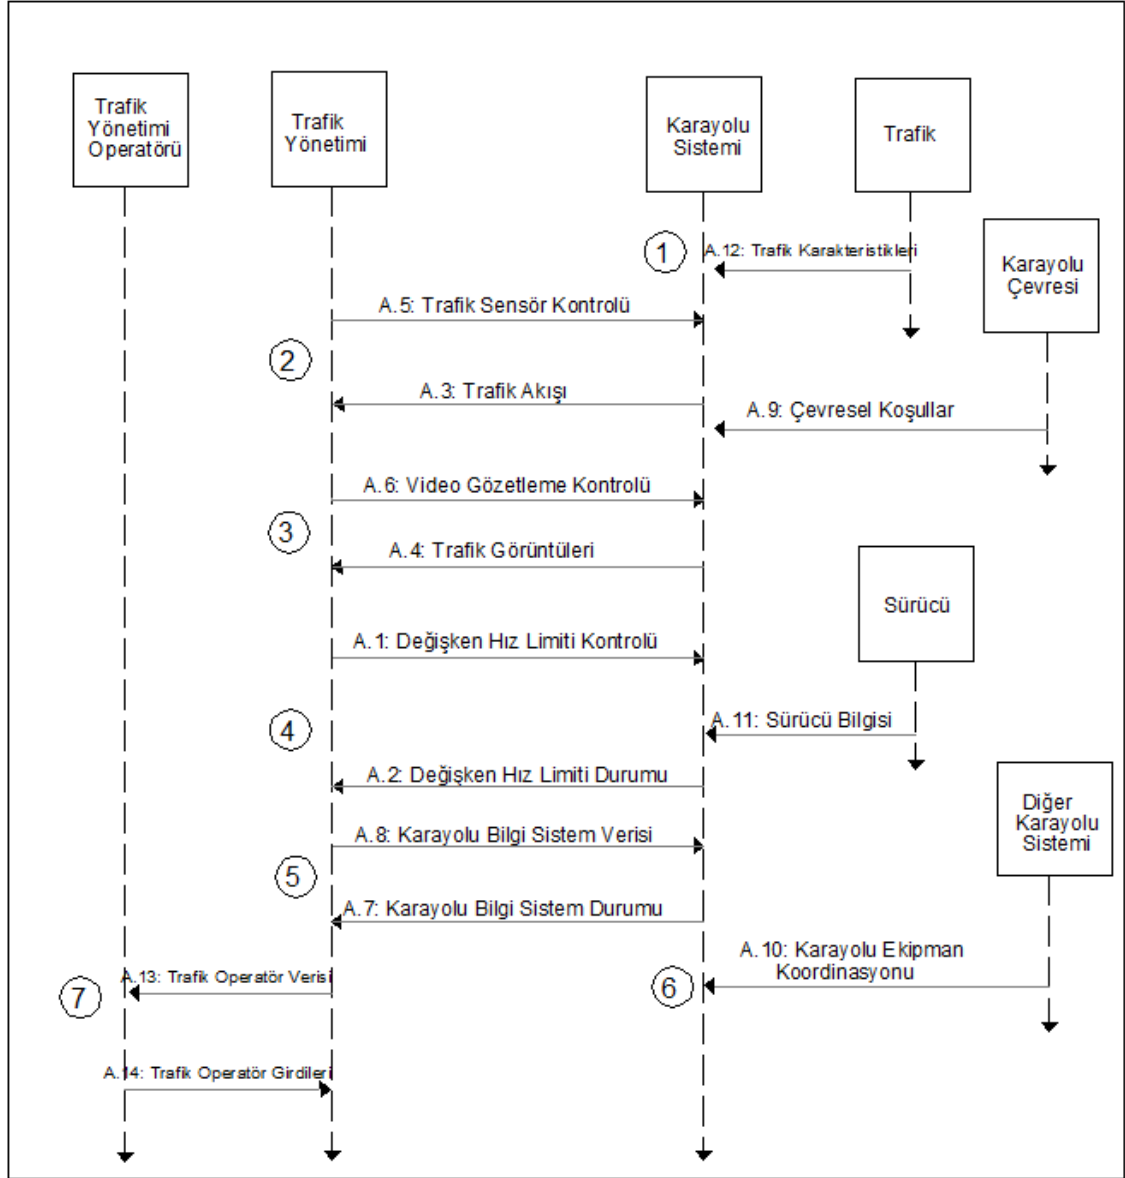 Trafik
Yönetimi
Operatörü
Trafik
Yönetimi
Karayolu
Sistemi
Trafik
Karayolu
Çevresi
1
A.12: Trafik Karakteristikleri
A.5: Trafik Sensör Kontrolü
2
A.3: Trafik Akışı
A.9: Çevresel Koşullar
A.6: Video Gözetleme Kontrolü
3
A.4: Trafik Görüntüleri
Sürücü
A.1: Değişken Hız Limiti Kontrolü
4
A.11: Sürücü Bilgisi
A.2: Değişken Hız Limiti Durumu
Diğer
Karayolu
Sistemi
A.8: Karayolu Bilgi Sistem Verisi
5
A.7: Karayolu Bilgi Sistem Durumu
A.10: Karayolu Ekipman
Koordinasyonu
6
A.13: Trafik Operatör Verisi
7
A.14: Trafik Operatör Girdileri